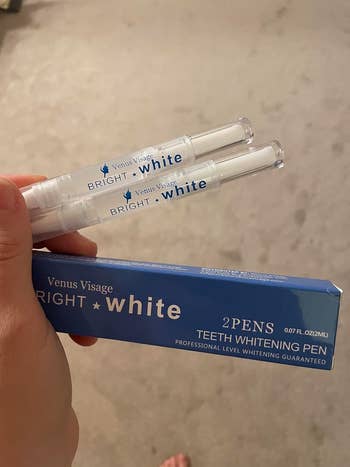 Venus Visage
BRIGHT • white
Venus Visage
BRIGHT • white
Venus Visage
RIGHT ★ white
2PENS 0.07 FL.OZ(2ML)
TEETH WHITENING PEN
PROFESSIONAL LEVEL WHITENING GUARANTEED